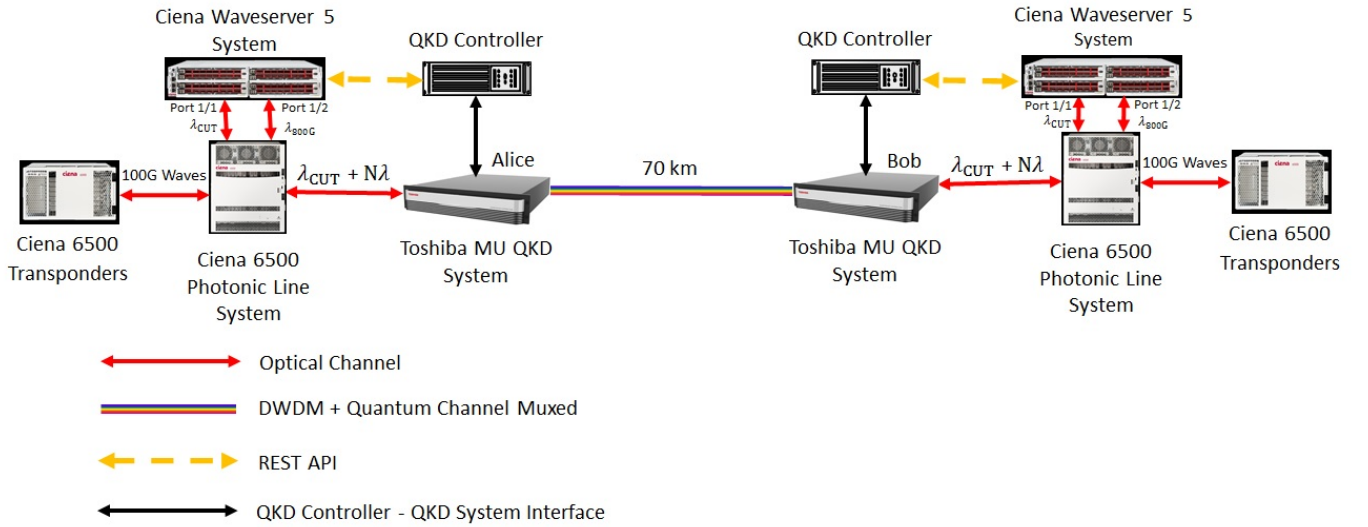 Ciena Waveserver 5
System
QKD Controller
QKD Controller
Ciena Waveserver 5
System
Port 1/1
Port 1/2
λCUT
λ800G
Port 1/1
Port 1/2
λCUT
λ800G
ciena
100G Waves
ciena
λCUT + Nλ
Alice
70 km
Bob
λCUT + Nλ
ciena
100G Waves
ciena
Ciena 6500
Transponders
Ciena 6500
Photonic Line
System
Toshiba MU QKD
System
Toshiba MU QKD
System
Ciena 6500
Photonic Line
System
Ciena 6500
Transponders
Optical Channel
DWDM + Quantum Channel Muxed
REST API
QKD Controller - QKD System Interface